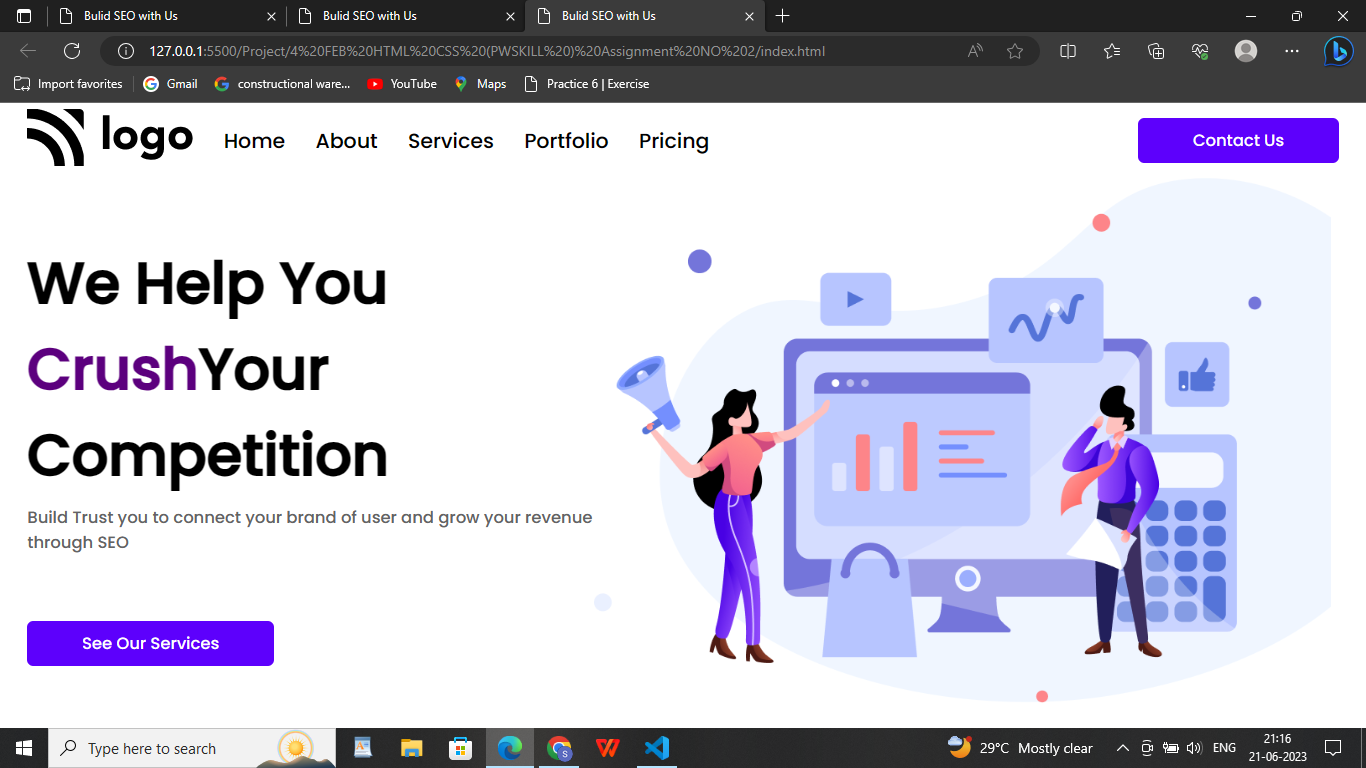 Bulid SEO with Us
Bulid SEO with Us
Bulid SEO with Us
127.0.0.1:5500/Project/4%20FEB%20HTML%20CSS%20(PWSKILL%20)%20Assignment%20NO%202/index.html
Import favorites
Gmail
constructional ware...
YouTube
Maps
Practice 6 | Exercise
logo
Home
About
Services
Portfolio
Pricing
Contact Us
We Help You
CrushYour
Competition
Build Trust you to connect your brand of user and grow your revenue
through SEO
See Our Services
Type here to search
S
29°C Mostly clear
ENG
21:16
21-06-2023